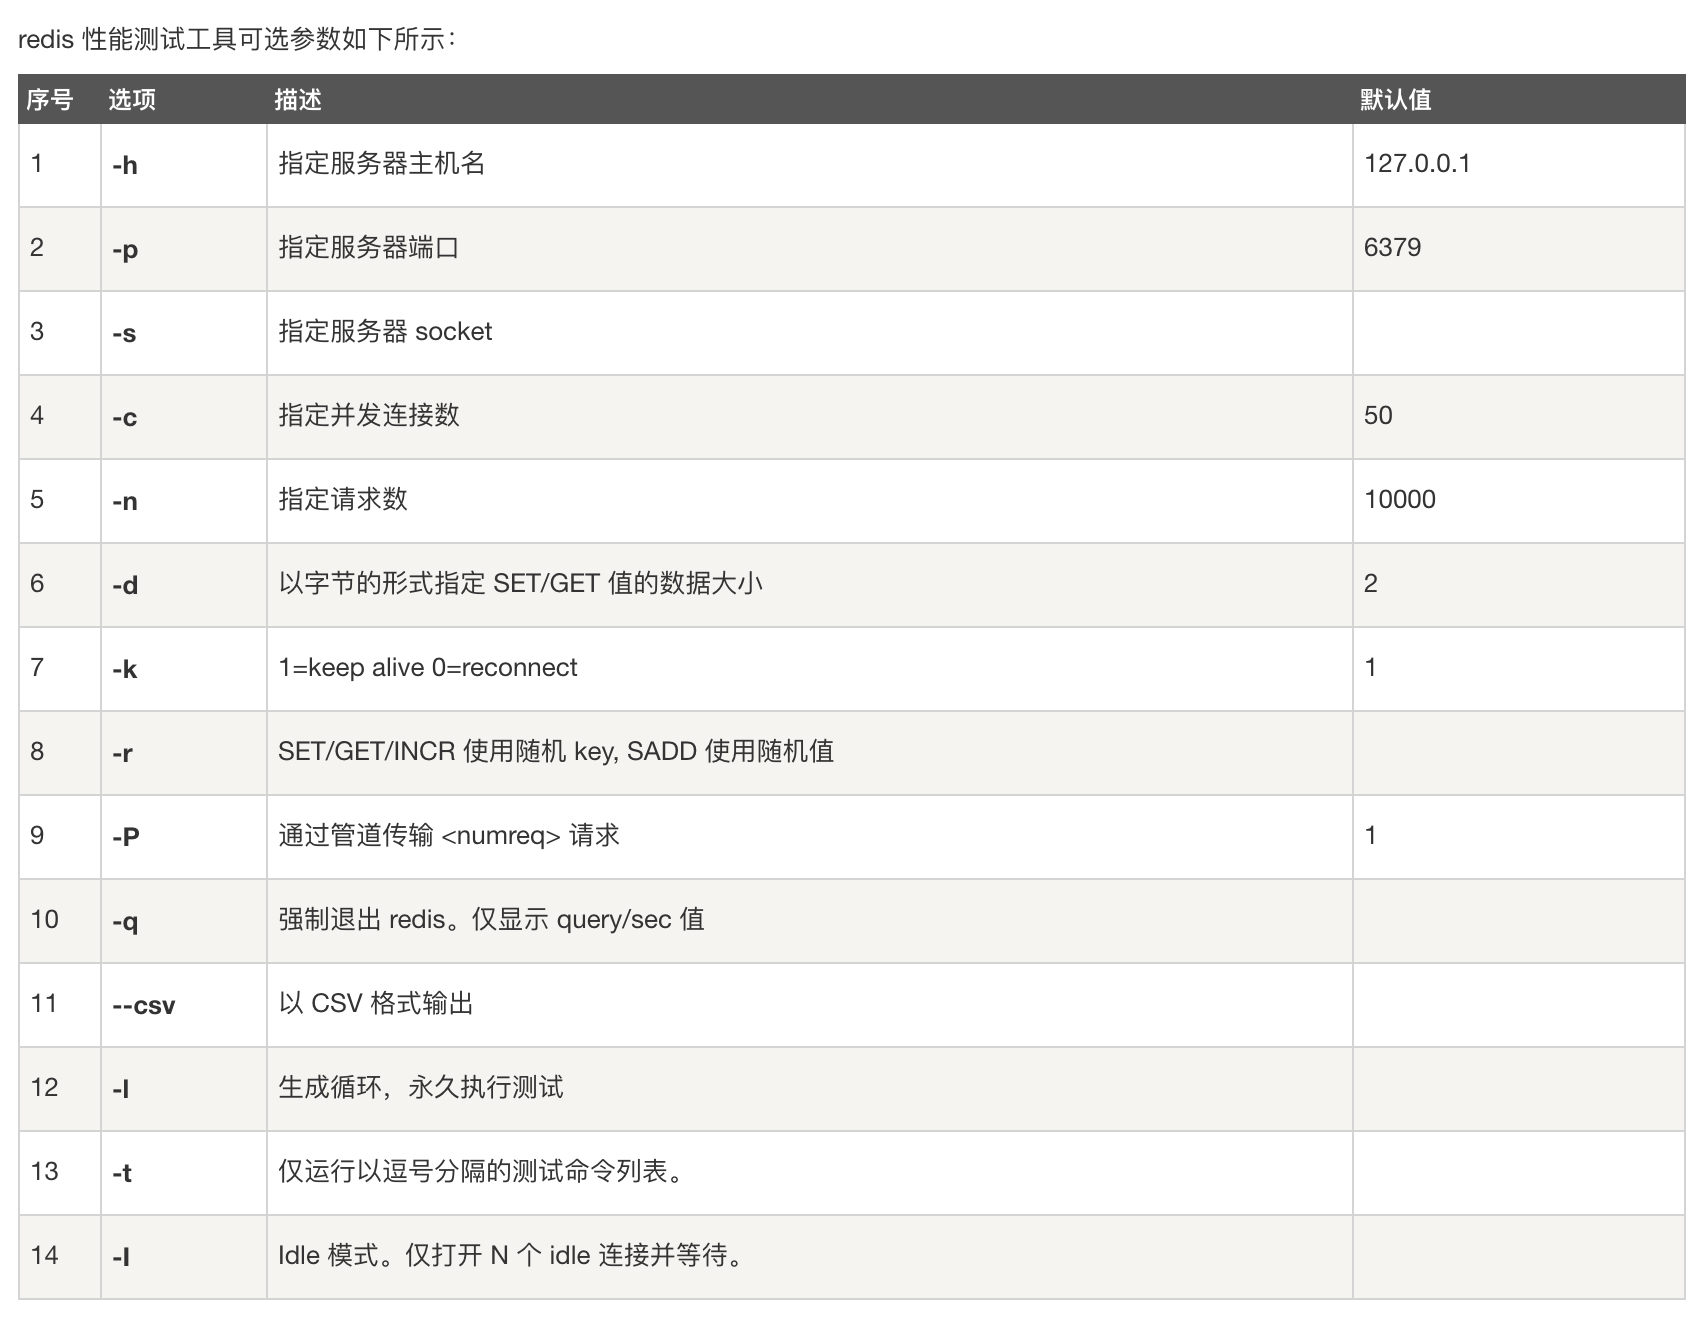 redis 性能测试工具可选参数如下所示：
序号 选项 描述 默认值
1 -h 指定服务器主机名 127.0.0.1
2 -p 指定服务器端口 6379
3 -s 指定服务器 socket
4 -c 指定并发连接数 50
5 -n 指定请求数 10000
6 -d 以字节的形式指定 SET/GET 值的数据大小 2
7 -k 1=keep alive 0=reconnect 1
8 -r SET/GET/INCR 使用随机 key, SADD 使用随机值
9 -P 通过管道传输 <numreq> 请求 1
10 -q 强制退出 redis。仅显示 query/sec 值
11 --csv 以 CSV 格式输出
12 -l 生成循环，永久执行测试
13 -t 仅运行以逗号分隔的测试命令列表。
14 -I Idle 模式。仅打开 N 个 idle 连接并等待。